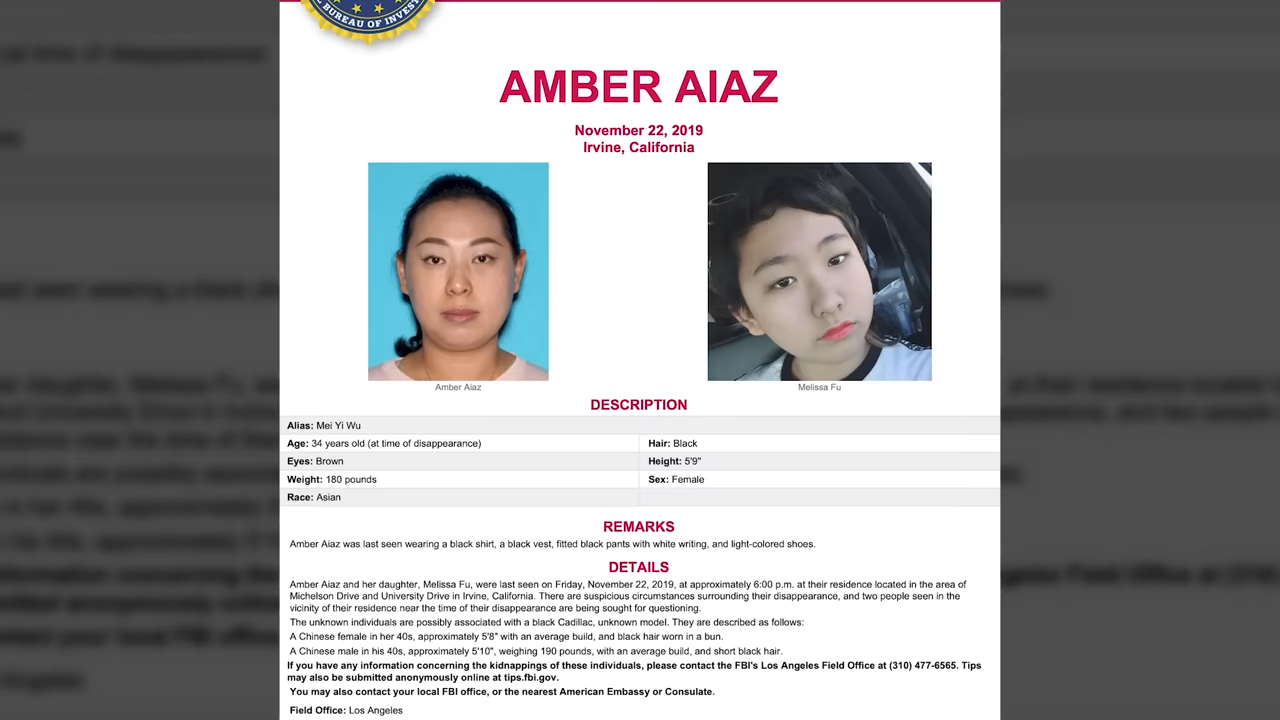 BUREAU OF INVEST
AMBER AIAZ
November 22, 2019
Irvine, California
Amber Aiaz
Melissa Fu
DESCRIPTION
Alias: Mei Yi Wu
Age: 34 years old (at time of disappearance)
Hair: Black
Eyes: Brown
Height: 5'9"
Weight: 180 pounds
Sex: Female
Race: Asian
REMARKS
Amber Aiaz was last seen wearing a black shirt, a black vest, fitted black pants with white writing, and light-colored shoes.
DETAILS
Amber Aiaz and her daughter, Melissa Fu, were last seen on Friday, November 22, 2019, at approximately 6:00 p.m. at their residence located in the area of
Michelson Drive and University Drive in Irvine, California. There are suspicious circumstances surrounding their disappearance, and two people seen in the
vicinity of their residence near the time of their disappearance are being sought for questioning.
The unknown individuals are possibly associated with a black Cadillac, unknown model. They are described as follows:
A Chinese female in her 40s, approximately 5'8" with an average build, and black hair worn in a bun.
A Chinese male in his 40s, approximately 5'10", weighing 190 pounds, with an average build, and short black hair.
If you have any information concerning the kidnappings of these individuals, please contact the FBI's Los Angeles Field Office at (310) 477-6565. Tips
may also be submitted anonymously online at tips.fbi.gov.
You may also contact your local FBI office, or the nearest American Embassy or Consulate.
Field Office: Los Angeles